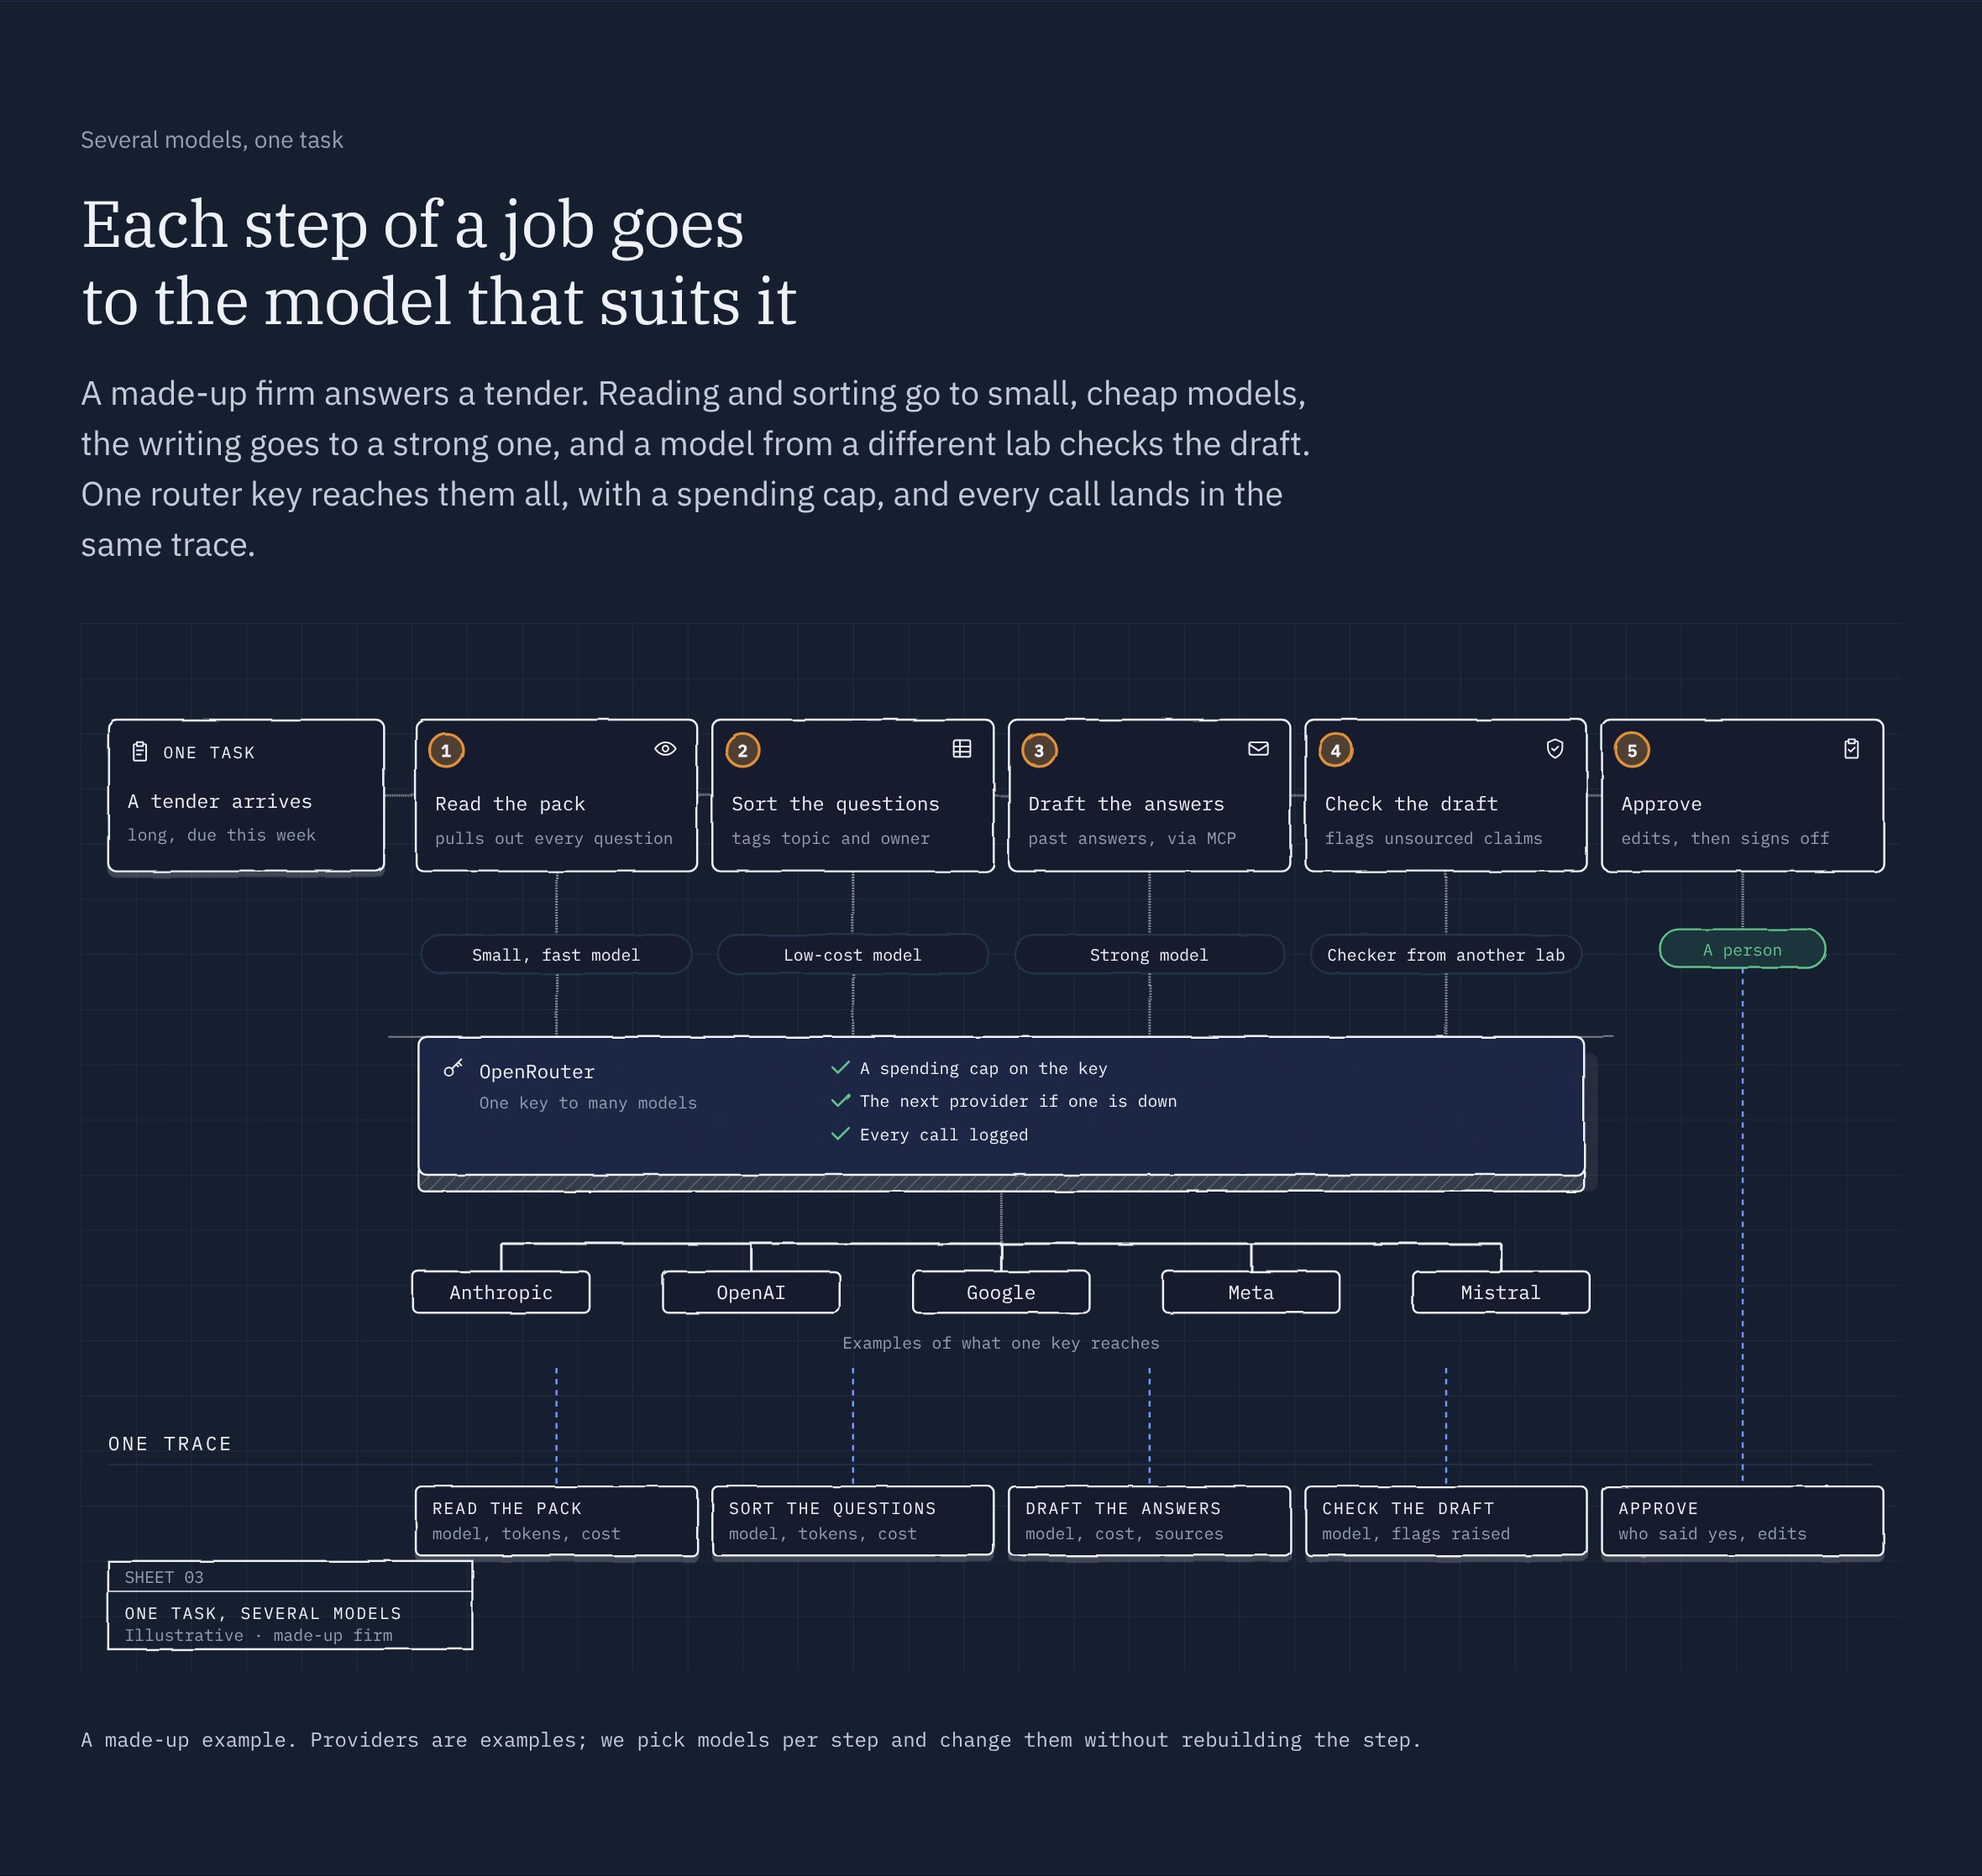 Several models, one task
Each step of a job goes
to the model that suits it
A made-up firm answers a tender. Reading and sorting go to small, cheap models,
the writing goes to a strong one, and a model from a different lab checks the draft.
One router key reaches them all, with a spending cap, and every call lands in the
same trace.
ONE TASK
A tender arrives
long, due this week
1
Read the pack
pulls out every question
2
Sort the questions
tags topic and owner
3
Draft the answers
past answers, via MCP
4
Check the draft
flags unsourced claims
5
Approve
edits, then signs off
Small, fast model
Low-cost model
Strong model
Checker from another lab
A person
OpenRouter
One key to many models
A spending cap on the key
The next provider if one is down
Every call logged
Anthropic
OpenAI
Google
Meta
Mistral
Examples of what one key reaches
ONE TRACE
READ THE PACK
model, tokens, cost
SORT THE QUESTIONS
model, tokens, cost
DRAFT THE ANSWERS
model, cost, sources
CHECK THE DRAFT
model, flags raised
APPROVE
who said yes, edits
SHEET 03
ONE TASK, SEVERAL MODELS
Illustrative · made-up firm
A made-up example. Providers are examples; we pick models per step and change them without rebuilding the step.